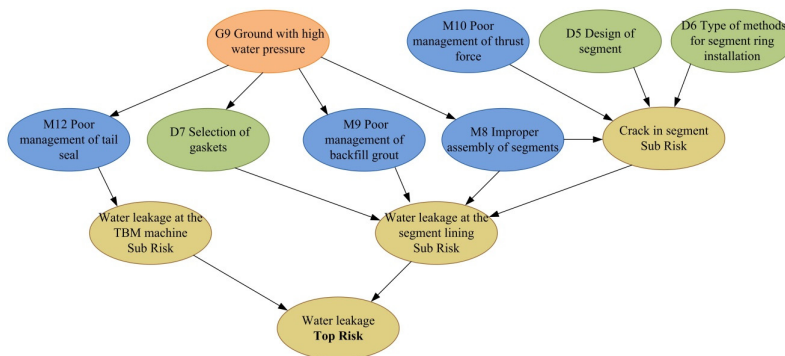 G9 Ground with high
water pressure
M10 Poor
management of thrust
force
D5 Design of
segment
D6 Type of methods
for segment ring
installation
M12 Poor
management of tail
seal
D7 Selection of
gaskets
M9 Poor
management of
backfill grout
M8 Improper
assembly of segments
Crack in segment
Sub Risk
Water leakage at the
TBM machine
Sub Risk
Water leakage at the
segment lining
Sub Risk
Water leakage
Top Risk